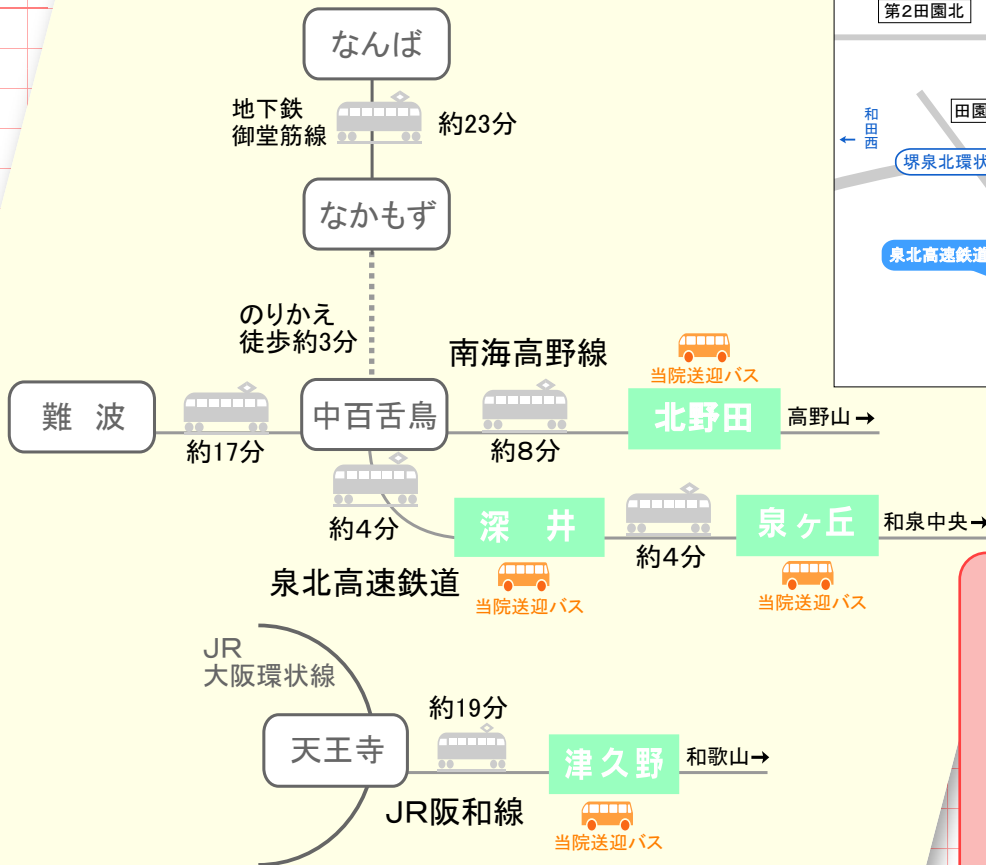 なんば
地下鉄
御堂筋線
約23分
なかもず
のりかえ
徒歩約3分
南海高野線
当院送迎バス
難 波
約17分
中百舌鳥
約8分
北野田
高野山→
約4分
深 井
約4分
泉ヶ丘
和泉中央→
泉北高速鉄道
当院送迎バス
当院送迎バス
JR
大阪環状線
天王寺
約19分
津久野
和歌山→
JR阪和線
当院送迎バス
第2田園北
田園
←和田西
堺泉北環状
泉北高速鉄道